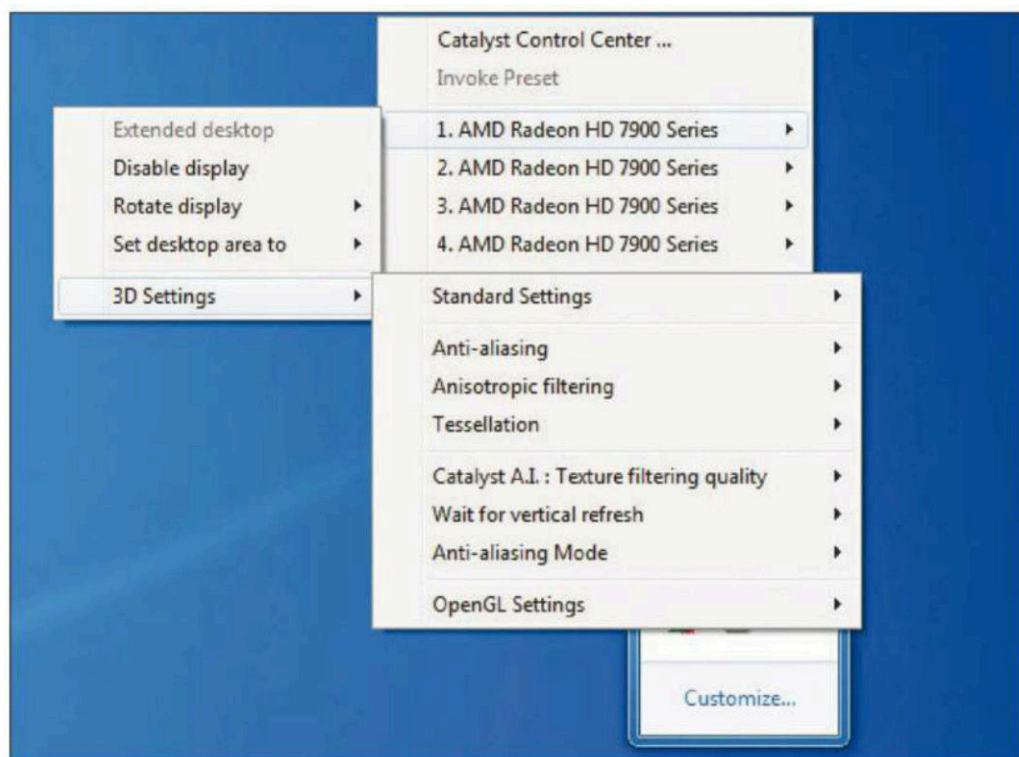 Catalyst Control Center ...
Invoke Preset
1. AMD Radeon HD 7900 Series
2. AMD Radeon HD 7900 Series
3. AMD Radeon HD 7900 Series
4. AMD Radeon HD 7900 Series
Extended desktop
Disable display
Rotate display
Set desktop area to
3D Settings
Standard Settings
Anti-aliasing
Anisotropic filtering
Tessellation
Catalyst A.I. : Texture filtering quality
Wait for vertical refresh
Anti-aliasing Mode
OpenGL Settings
Customize...